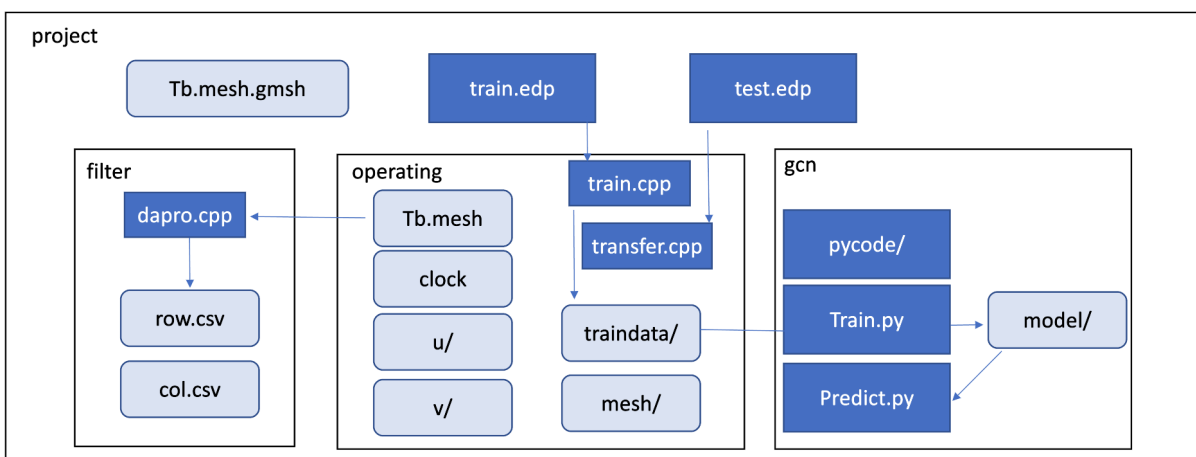 project
Tb.mesh.gmsh
train.edp
test.edp
filter
dapro.cpp
row.csv
col.csv
operating
Tb.mesh
clock
u/
v/
train.cpp
transfer.cpp
traindata/
mesh/
gcn
pycode/
Train.py
Predict.py
model/